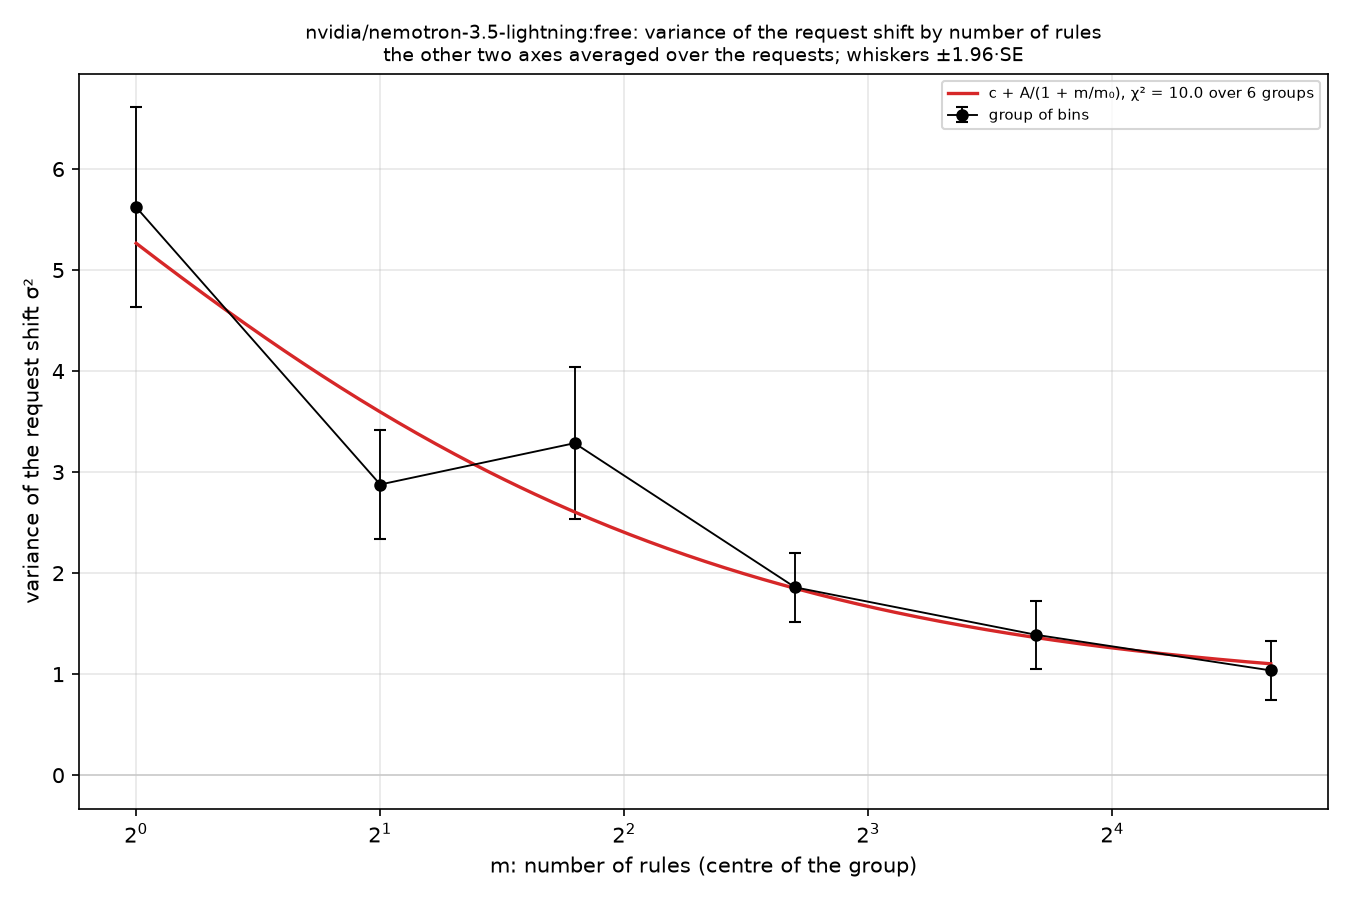 nvidia/nemotron-3.5-lightning:free: variance of the request shift by number of rules
the other two axes averaged over the requests; whiskers ±1.96·SE
c + A/(1 + m/m₀), χ² = 10.0 over 6 groups
group of bins
variance of the request shift σ²
6
5
4
3
2
1
0
2⁰ 2¹ 2² 2³ 2⁴
m: number of rules (centre of the group)